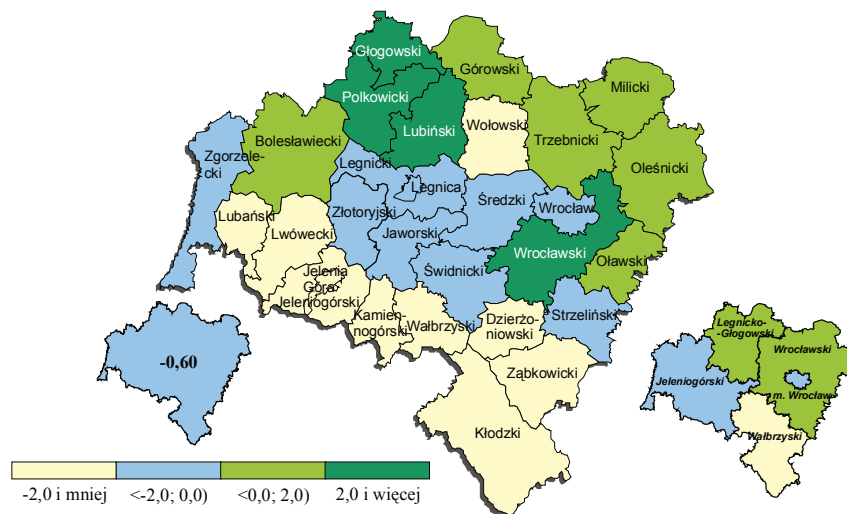 Głogowski
Górowski
Milicki
Polkowicki
Lubiński
Wołowski
Trzebnicki
Bolesławiecki
Zgorzele-
cki
Legnicki
Oleśnicki
Legnica
Średzki
Wrocław
Lubański
Złotoryjski
Lwówecki
Jaworski
Wrocławski
Oławski
Świdnicki
Jelenia
Góra
Jeleniogórski
Kamien-
nogórski
Wałbrzyski
Dzierżo-
niowski
Strzeliński
Ząbkowicki
Kłodzki
-0,60
Legnicko-
-Głogowski
Wrocławski
Jeleniogórski
m. Wrocław
Wałbrzyski
-2,0 i mniej
<-2,0; 0,0)
<0,0; 2,0)
2,0 i więcej